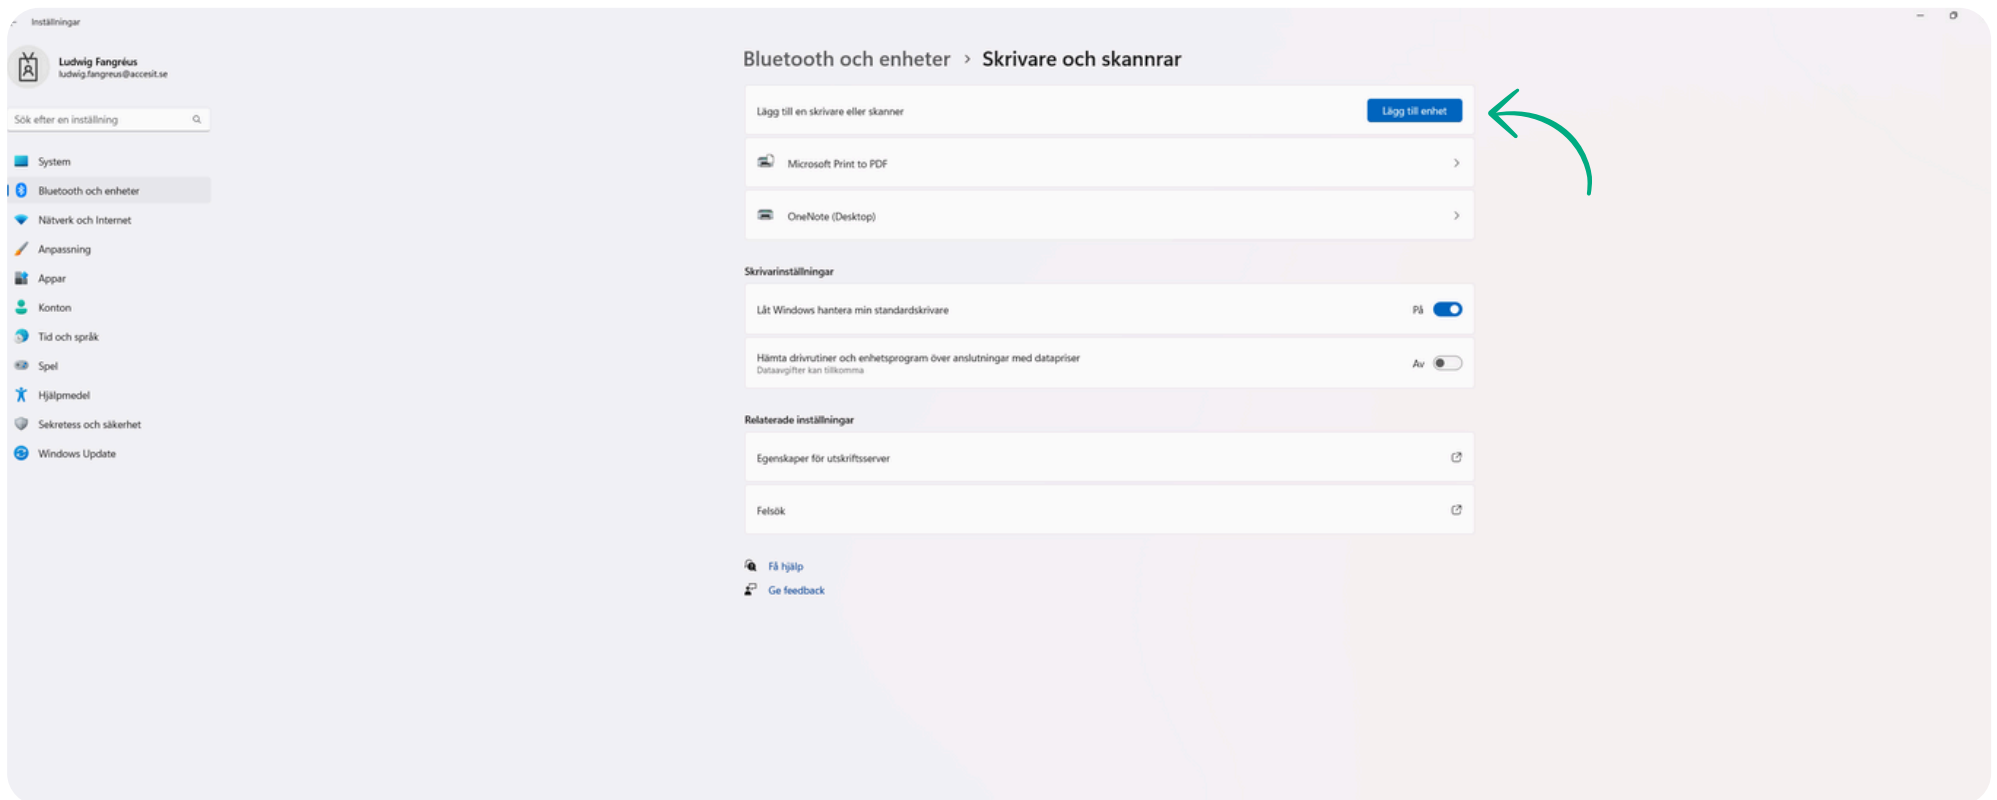 Inställningar
Ludwig Fangréus
ludwig.fangreus@accesit.se
Sök efter en inställning
System
Bluetooth och enheter
Nätverk och Internet
Anpassning
Appar
Konton
Tid och språk
Spel
Hjälpmedel
Sekretess och säkerhet
Windows Update
Bluetooth och enheter > Skrivare och skannrar
Lägg till en skrivare eller skanner
Lägg till enhet
Microsoft Print to PDF
OneNote (Desktop)
Skrivarinställningar
Låt Windows hantera min standardskrivare
På
Hämta drivrutiner och enhetsprogram över anslutningar med datapriser
Dataavgifter kan tillkomma
Av
Relaterade inställningar
Egenskaper för utskriftsserver
Felsök
Få hjälp
Ge feedback